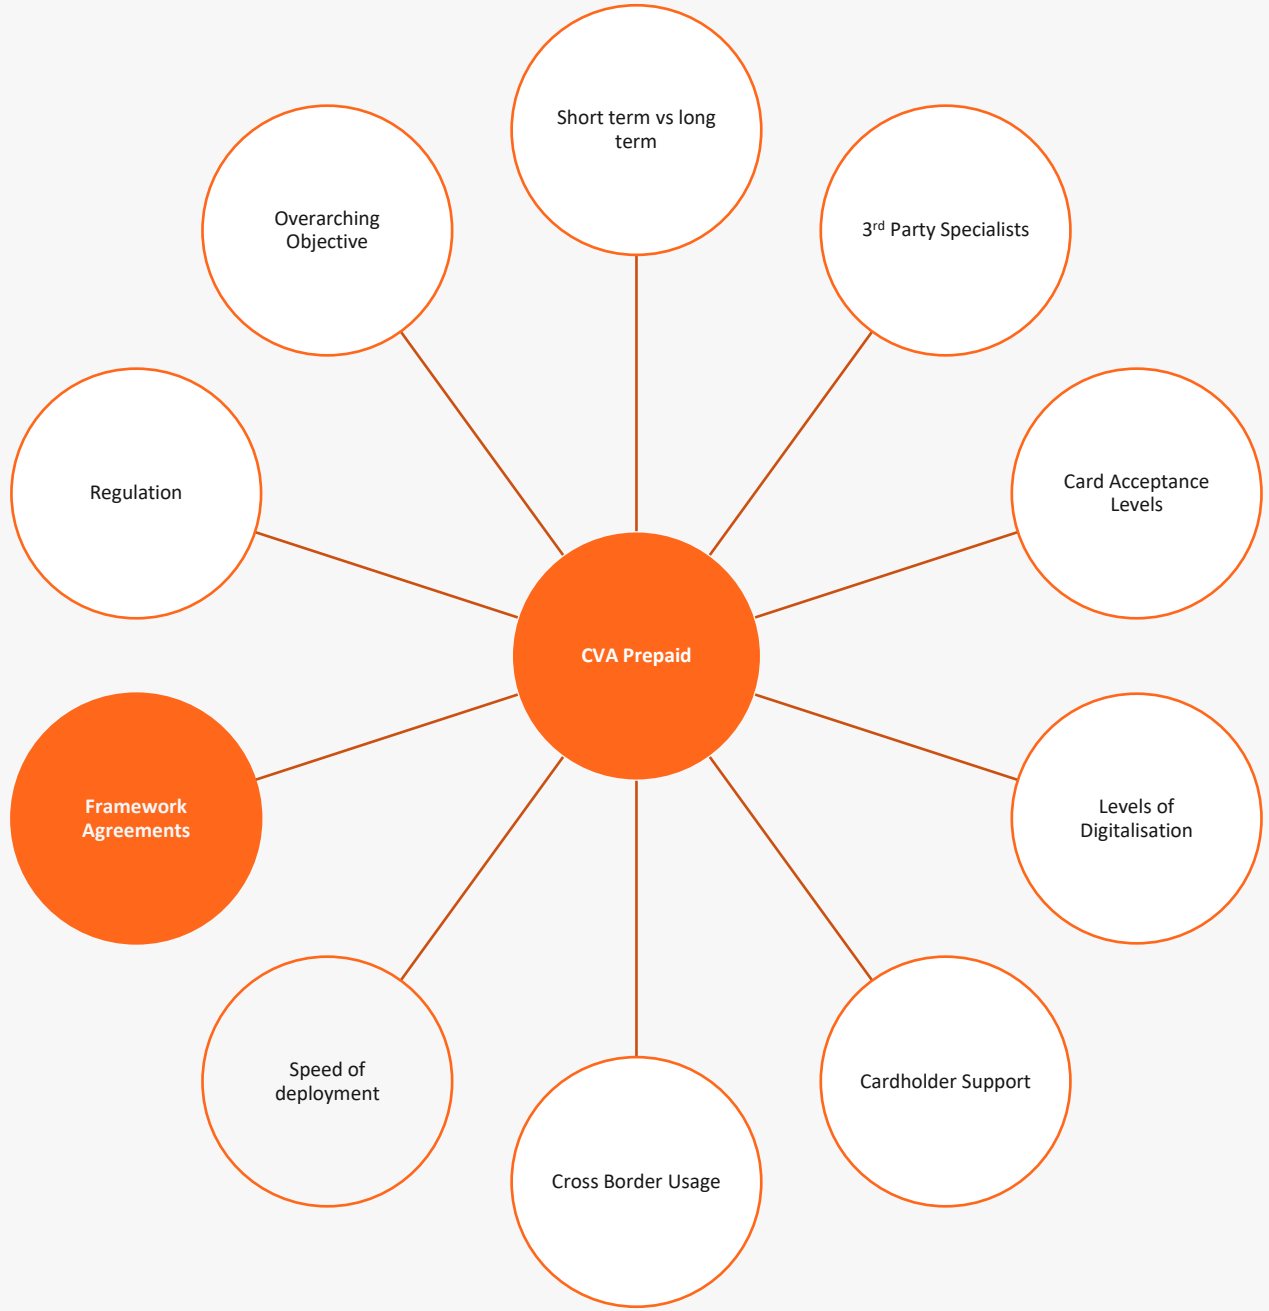 Short term vs long
term
3rd Party Specialists
Overarching
Objective
Card Acceptance
Levels
Regulation
CVA Prepaid
Levels of
Digitalisation
Framework
Agreements
Cardholder Support
Speed of
deployment
Cross Border Usage